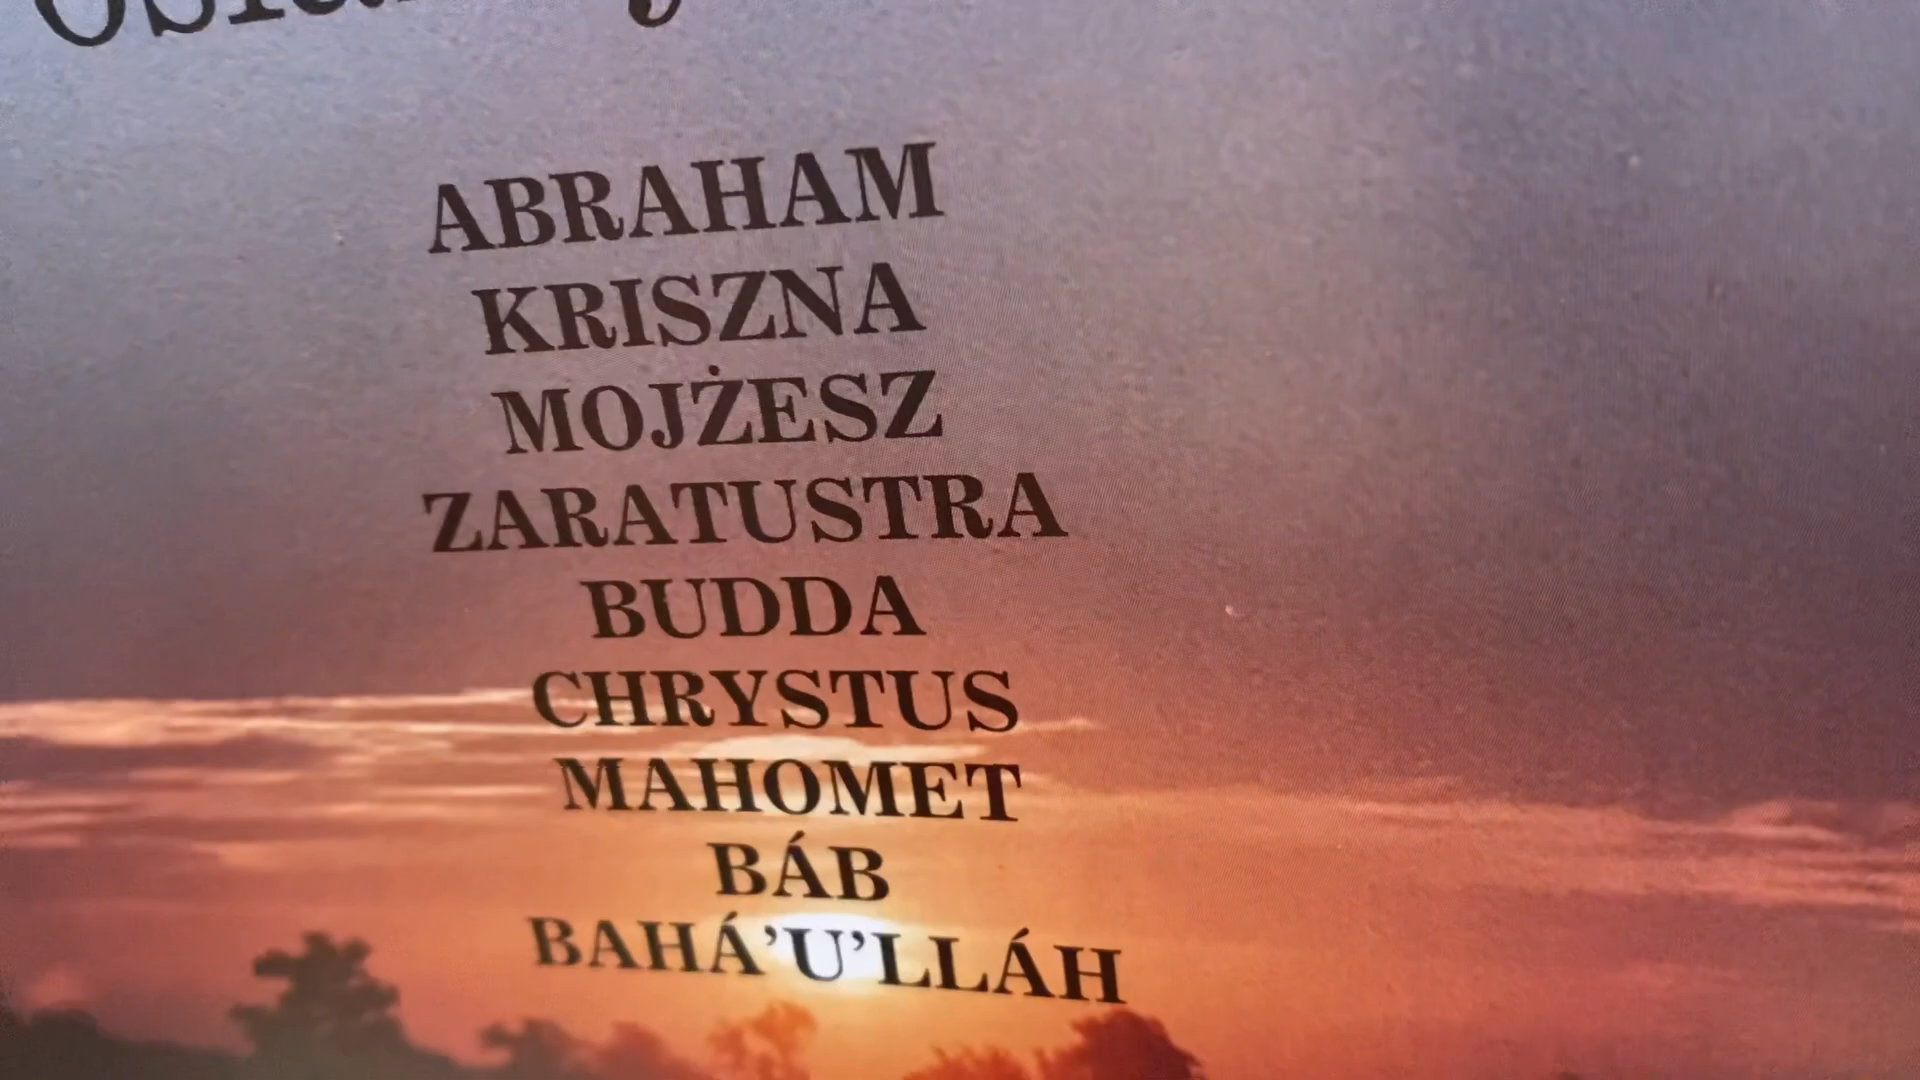 ABRAHAM
KRISZNA
MOJŻESZ
ZARATUSTRA
BUDDA
CHRYSTUS
MAHOMET
BÁB
BAHÁ’U’LLÁH